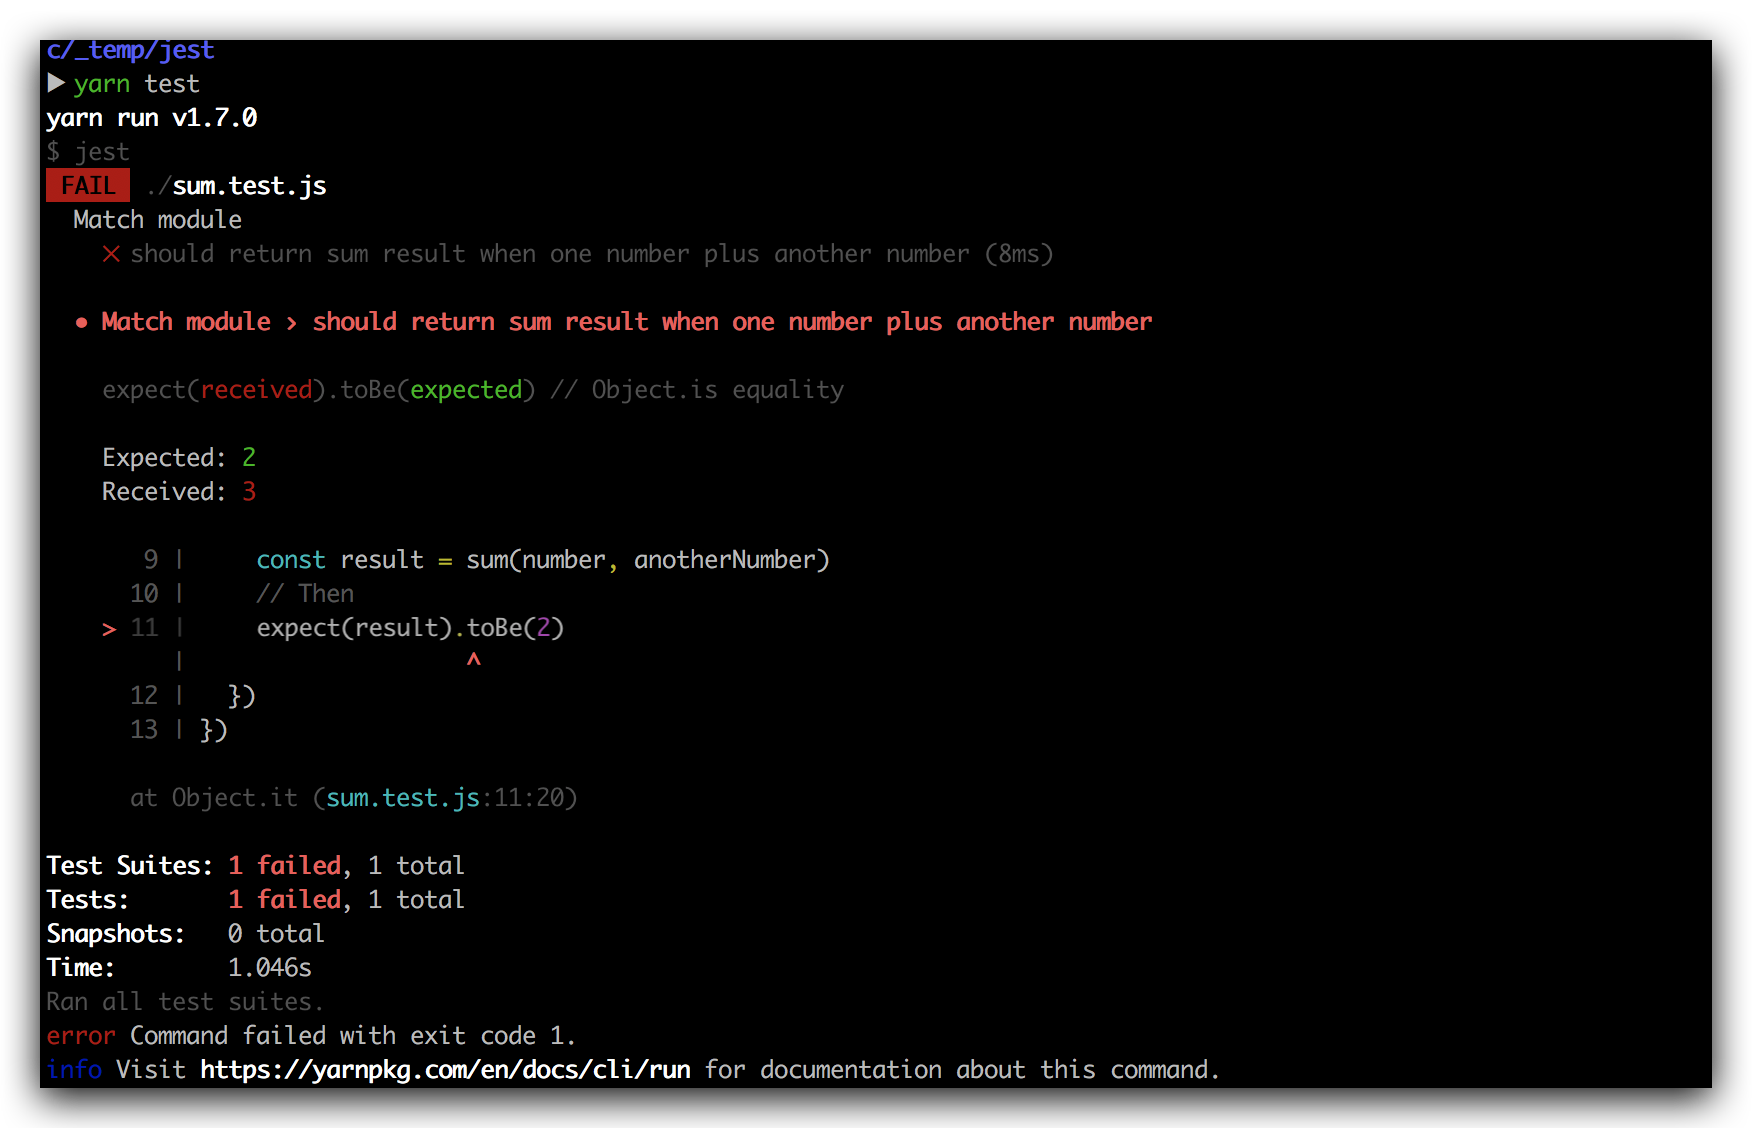 c/_temp/jest
▶ yarn test
yarn run v1.7.0
$ jest
FAIL ./sum.test.js
Match module
✕ should return sum result when one number plus another number (8ms)
● Match module › should return sum result when one number plus another number
expect(received).toBe(expected) // Object.is equality
Expected: 2
Received: 3
9 |     const result = sum(number, anotherNumber)
10 |     // Then
> 11 |     expect(result).toBe(2)
|                    ^
12 |   })
13 | })
at Object.it (sum.test.js:11:20)
Test Suites: 1 failed, 1 total
Tests:       1 failed, 1 total
Snapshots:   0 total
Time:        1.046s
Ran all test suites.
error Command failed with exit code 1.
info Visit https://yarnpkg.com/en/docs/cli/run for documentation about this command.